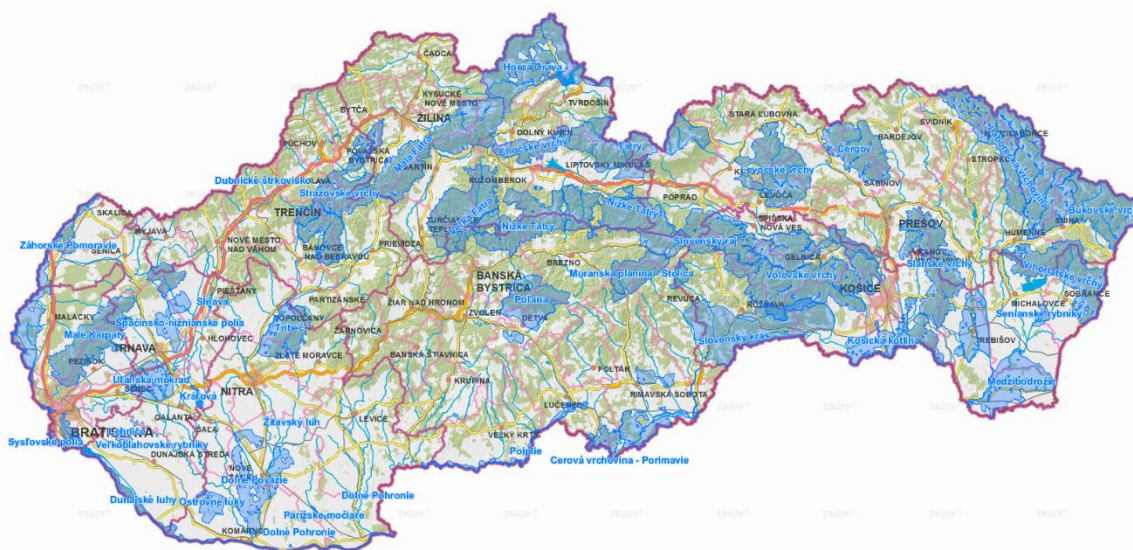 ČADCA
Horná Orava
KYSUCKÉ
NOVÉ MESTO
TVRDOŠÍN
BYTČA
ŽILINA
STARÁ ĽUBOVŇA
SVIDNÍK
BARDEJOV
DOLNÝ KUBÍN
Chočské vrchy
Tatry
PÚCHOV
POVAŽSKÁ
BYSTRICA
Malá Fatra
MARTIN
LIPTOVSKÝ MIKULÁŠ
Levočské vrchy
Čergov
STROPKOV
RUŽOMBEROK
Dubnické štrkovisko
Strážovské vrchy
POPRAD
LEVOČA
SABINOV
SKALICA
TRENČÍN
TURČIANSKE
TEPLICE
Nízke Tatry
Nízke Tatry
SPIŠSKÁ
NOVÁ VES
PREŠOV
HUMENNÉ
SNINA
Bukovské vrchy
MYJAVA
Záhorské Pomoravie
SENICA
NOVÉ MESTO
NAD VÁHOM
BÁNOVCE
NAD BEBRAVOU
PRIEVIDZA
Slovenský raj
BREZNO
GELNICA
Slanské vrchy
Vihorlatské vrchy
BANSKÁ
BYSTRICA
Muránska planina - Stolica
Volovské vrchy
KOŠICE
SOBRANCE
MICHALOVCE
Senianske rybníky
PIEŠŤANY
Sĺňava
PARTIZÁNSKE
ŽIAR NAD HRONOM
Poľana
REVÚCA
ROŽŇAVA
MALACKY
Špačinsko-nižnianske polia
TOPOĽČANY
Tribeč
ŽARNOVICA
ZVOLEN
DETVA
Malé Karpaty
TRNAVA
HLOHOVEC
ZLATÉ MORAVCE
BANSKÁ ŠTIAVNICA
Slovenský kras
Košická kotlina
TREBIŠOV
PEZINOK
Úľanská mokraď
SENEC
Kráľová
NITRA
KRUPINA
POLTÁR
Medzibodrožie
RIMAVSKÁ SOBOTA
LUČENEC
GALANTA
ŠAĽA
Žitavský luh
LEVICE
BRATISLAVA
Sysľovské polia
Veľkoblahovské rybníky
VEĽKÝ KRTÍŠ
Poiplie
DUNAJSKÁ STREDA
NOVÉ
Dolné Považie
Cerová vrchovina - Porimavie
Dunajské luhy
Ostrovné lúky
Dolné Pohronie
Parížske močiare
KOMÁRNO
Dolné Pohronie